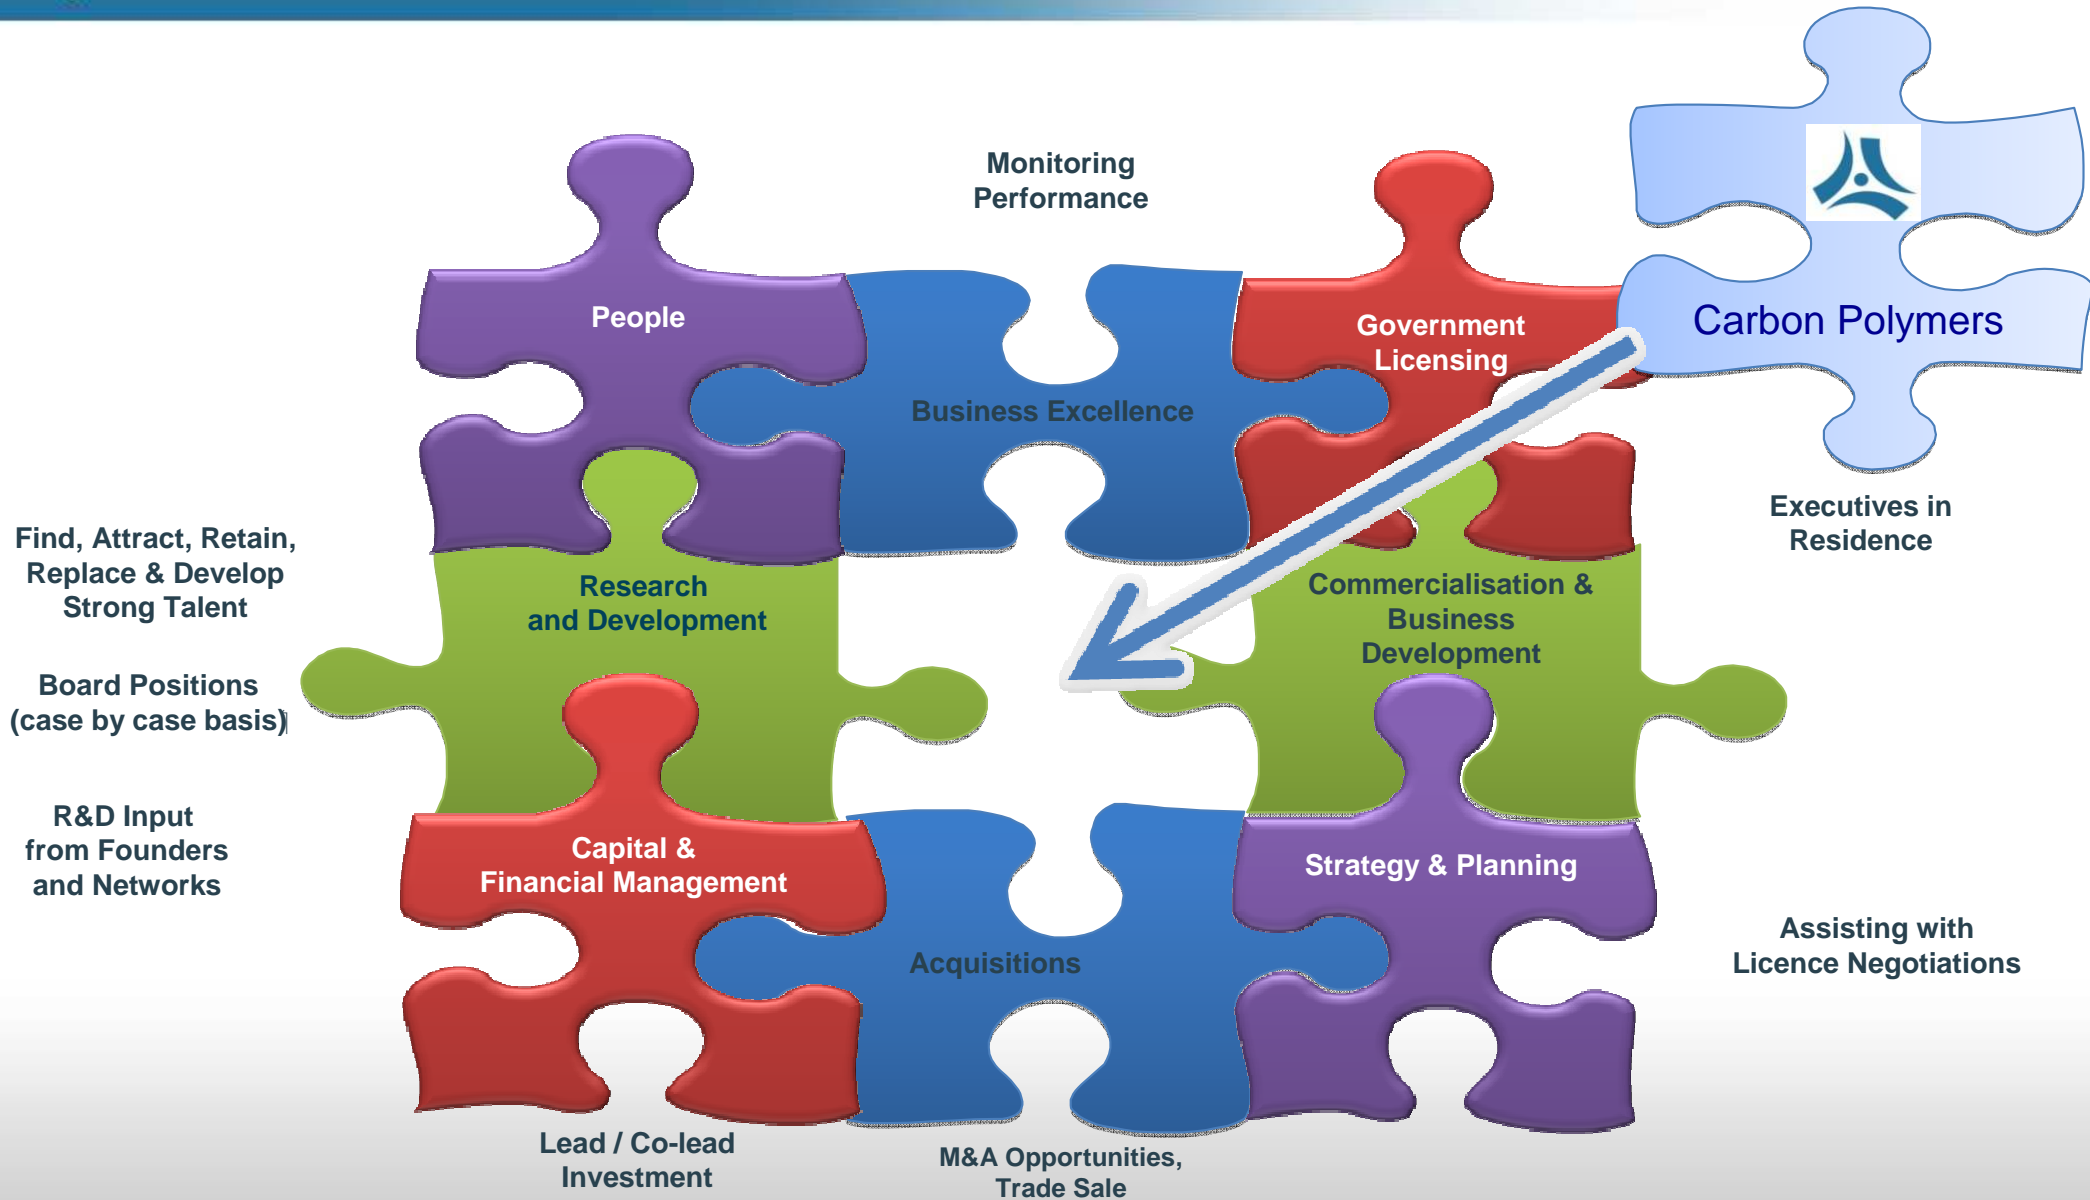 Monitoring
Performance
People
Government
Licensing
Carbon Polymers
Business Excellence
Executives in
Residence
Find, Attract, Retain,
Replace & Develop
Strong Talent
Research
and Development
Commercialisation &
Business
Development
Board Positions
(case by case basis)
R&D Input
from Founders
and Networks
Capital &
Financial Management
Strategy & Planning
Acquisitions
Assisting with
Licence Negotiations
Lead / Co-lead
Investment
M&A Opportunities,
Trade Sale